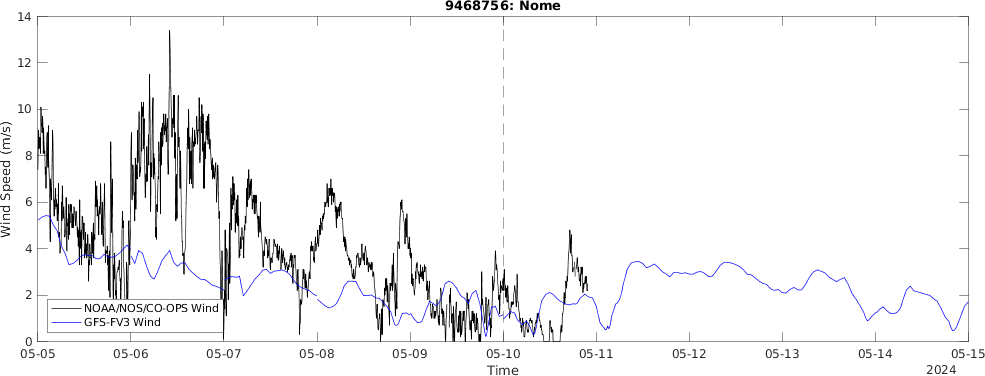 9468756: Nome
14
12
10
8
6
4
2
0
Wind Speed (m/s)
NOAA/NOS/CO-OPS Wind
GFS-FV3 Wind
05-05 05-06 05-07 05-08 05-09 05-10 05-11 05-12 05-13 05-14 05-15
Time
2024